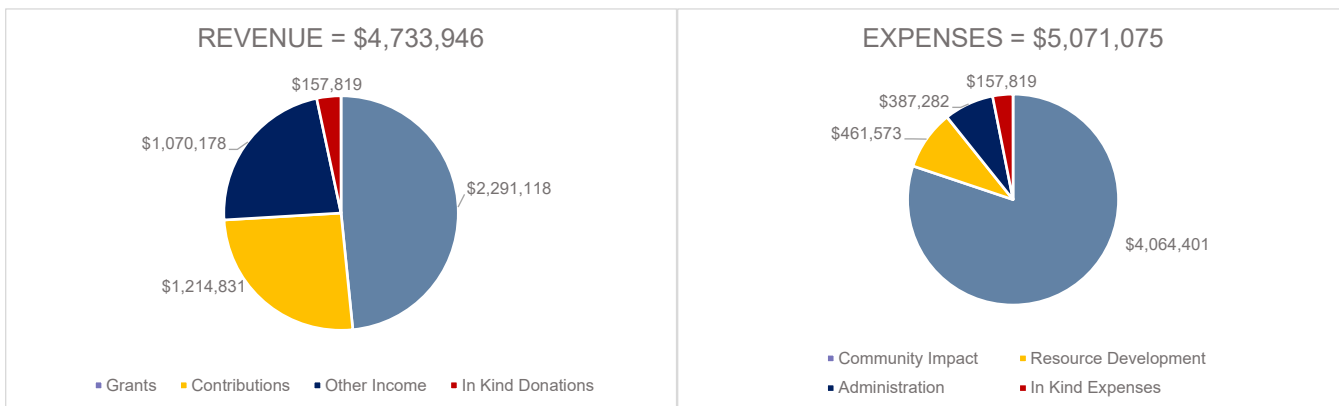 REVENUE = $4,733,946
$157,819
$1,070,178
$2,291,118
$1,214,831
Grants Contributions Other Income In Kind Donations
EXPENSES = $5,071,075
$157,819
$387,282
$461,573
$4,064,401
Community Impact Resource Development
Administration In Kind Expenses